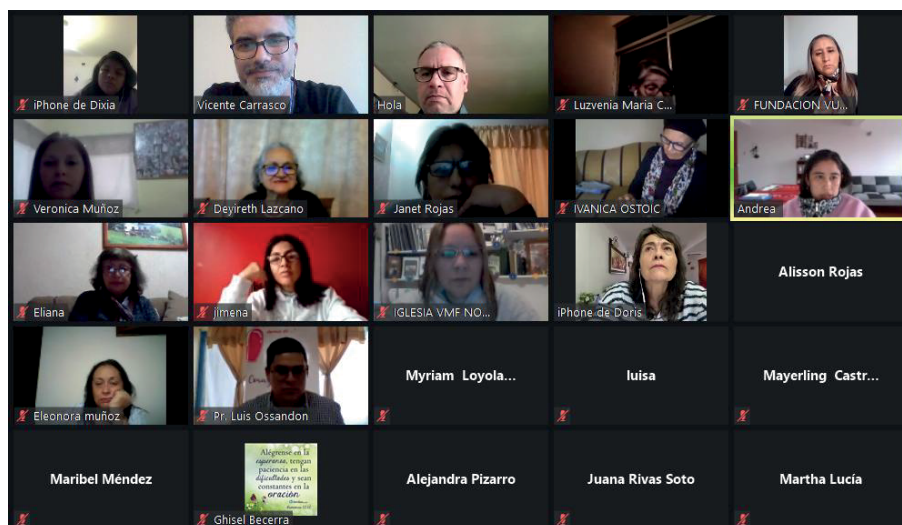 iPhone de Dixia
Vicente Carrasco
Hola
Luzvenia Maria C...
FUNDACION VU...
Veronica Muñoz
Deyireth Lazcano
Janet Rojas
IVANICA OSTOIC
Andrea
Eliana
jimena
IGLESIA VMF NO...
iPhone de Doris
Alisson Rojas
Eleonora muñoz
Pr. Luis Ossandon
Myriam Loyola...
luisa
Mayerling Castr...
Maribel Méndez
Alégrense en la
esperanza, tengan
paciencia en las
dificultades y sean
constantes en la
oración
Ghisel Becerra
Alejandra Pizarro
Juana Rivas Soto
Martha Lucía